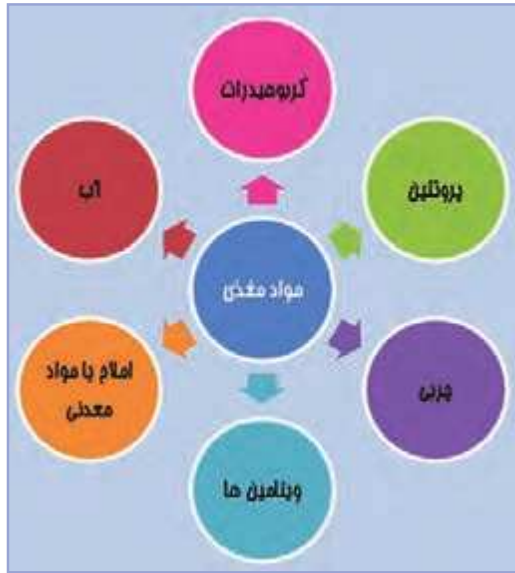 کربوهیدرات
پروتئین
آب
مواد مغذی
چربی
املاح یا مواد
معدنی
ویتامین ها